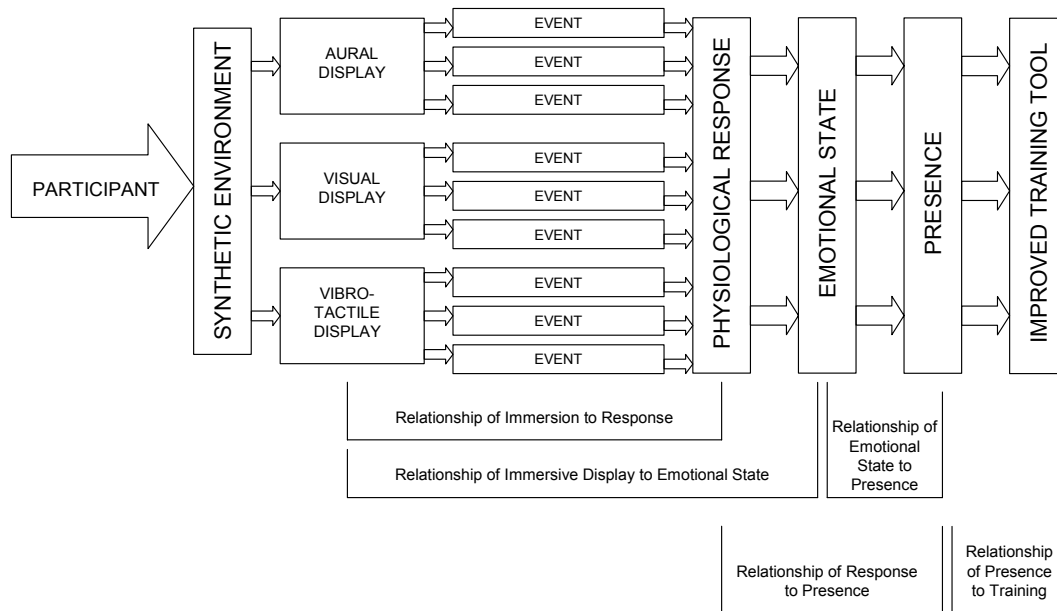 PARTICIPANT
SYNTHETIC ENVIRONMENT
AURAL
DISPLAY
EVENT
EVENT
EVENT
VISUAL
DISPLAY
EVENT
EVENT
EVENT
VIBRO-
TACTILE
DISPLAY
EVENT
EVENT
EVENT
PHYSIOLOGICAL RESPONSE
EMOTIONAL STATE
PRESENCE
IMPROVED TRAINING TOOL
Relationship of Immersion to Response
Relationship of Immersive Display to Emotional State
Relationship of
Emotional
State to
Presence
Relationship of Response
to Presence
Relationship
of Presence
to Training